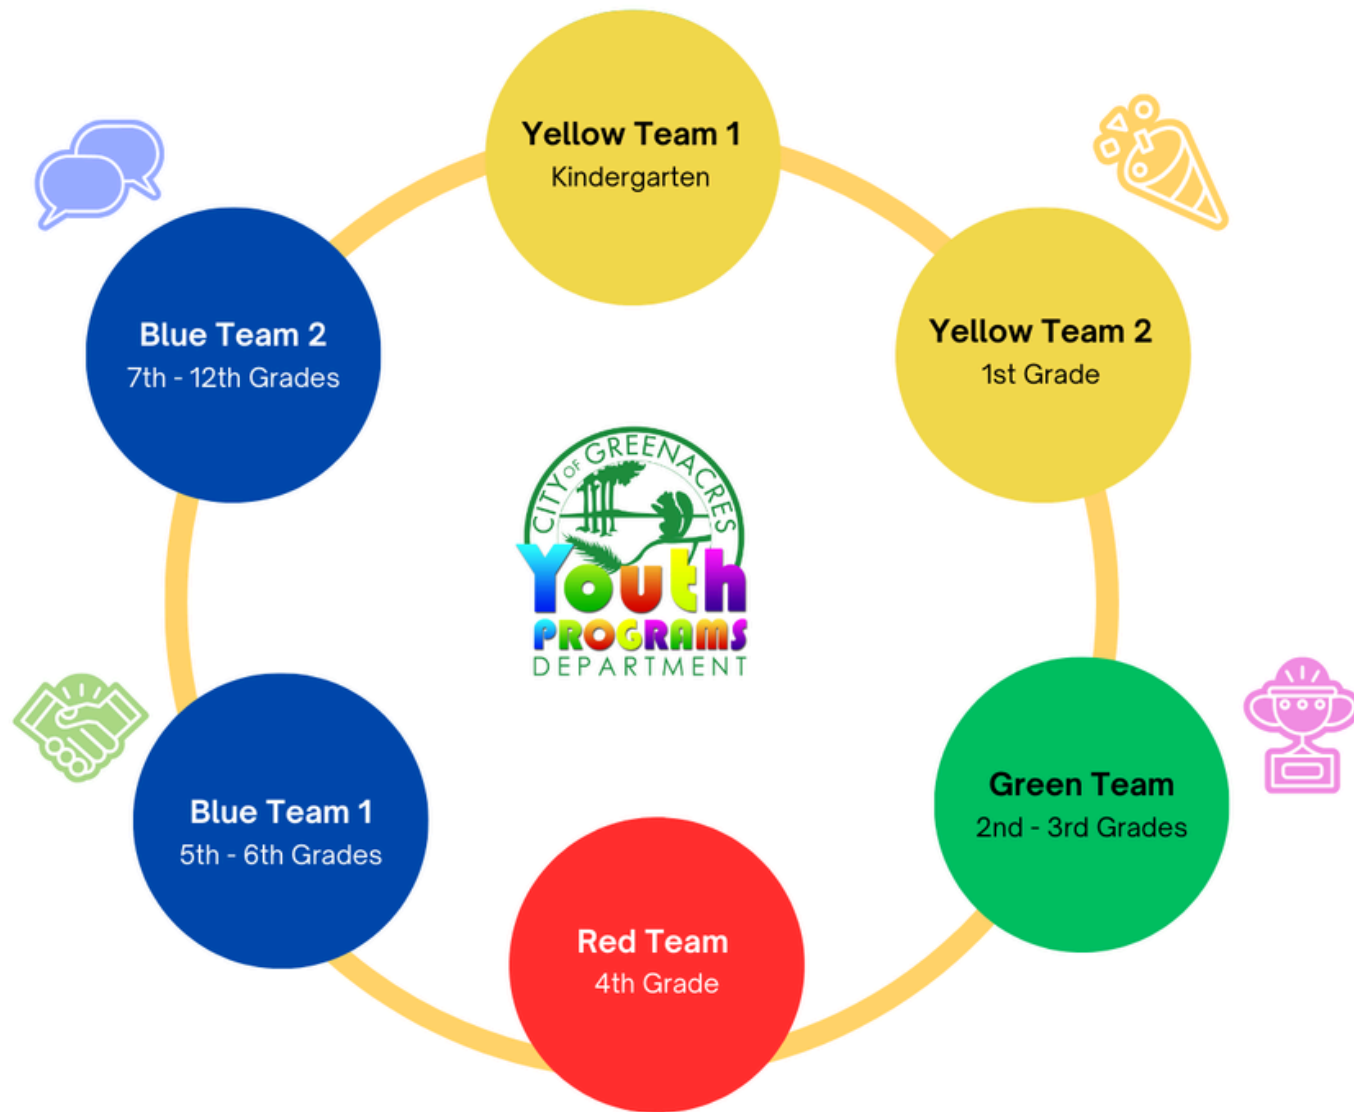 Yellow Team 1
Kindergarten
Yellow Team 2
1st Grade
Green Team
2nd - 3rd Grades
Red Team
4th Grade
Blue Team 1
5th - 6th Grades
Blue Team 2
7th - 12th Grades
CITY OF GREENACRES
Youth
PROGRAMS
DEPARTMENT